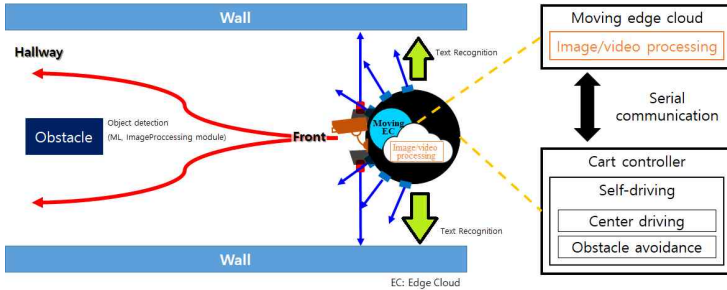 Wall
Hallway
Text Recognition
Obstacle
Object detection
(ML, ImageProccessing module)
Front
Moving
EC
Image/video
processing
Text Recognition
Wall
EC: Edge Cloud
Moving edge cloud
Image/video processing
Serial
communication
Cart controller
Self-driving
Center driving
Obstacle avoidance